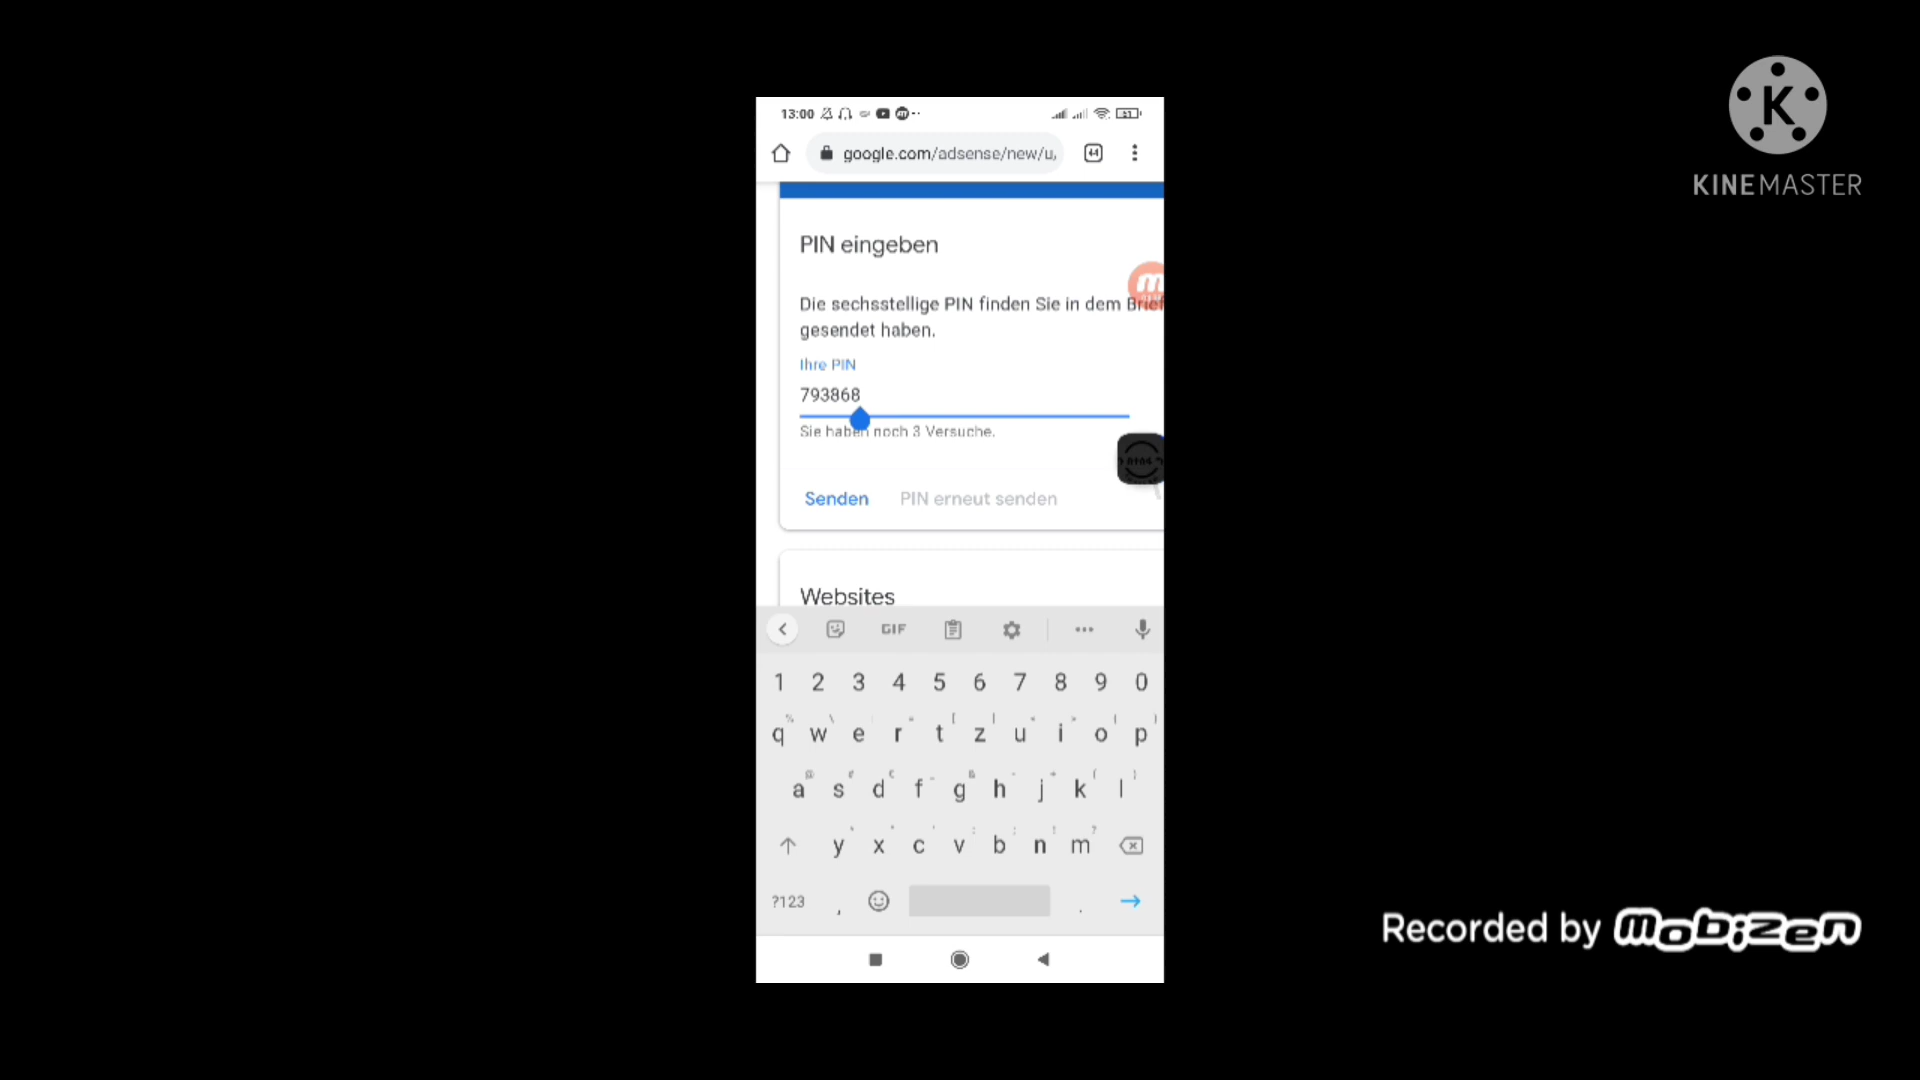 13:00
google.com/adsense/new/u,
KINEMASTER
PIN eingeben
Die sechsstellige PIN finden Sie in dem Brief
gesendet haben.
Ihre PIN
793868
Sie haben noch 3 Versuche.
Senden PIN erneut senden
Websites
GIF
1 2 3 4 5 6 7 8 9 0
q w e r t z u i o p
a s d f g h j k l
y x c v b n m
?123 , .
Recorded by mobizen